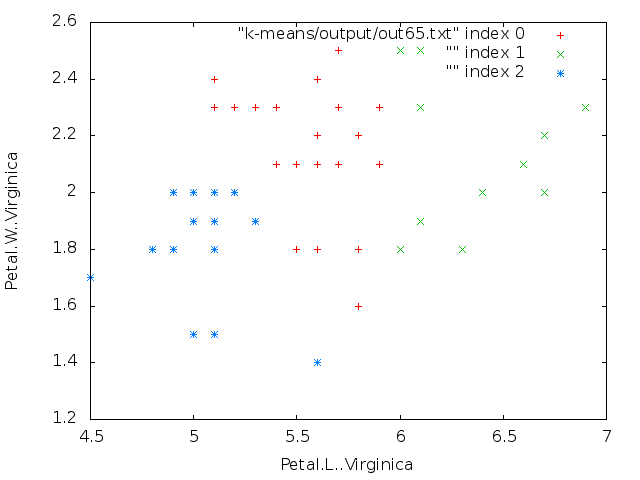 "k-means/output/out65.txt" index 0
"" index 1
"" index 2
2.6
2.4
2.2
2
1.8
1.6
1.4
1.2
Petal.W..Virginica
4.5 5 5.5 6 6.5 7
Petal.L..Virginica